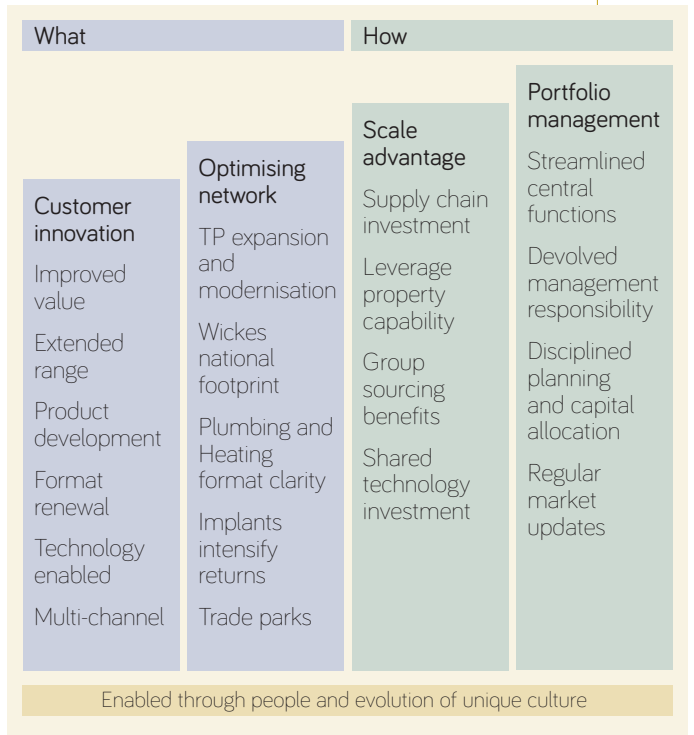 What
How
Customer
innovation
Improved
value
Extended
range
Product
development
Format
renewal
Technology
enabled
Multi-channel
Optimising
network
TP expansion
and
modernisation
Wickes
national
footprint
Plumbing and
Heating
format clarity
Implants
intensify
returns
Trade parks
Scale
advantage
Supply chain
investment
Leverage
property
capability
Group
sourcing
benefits
Shared
technology
investment
Portfolio
management
Streamlined
central
functions
Devolved
management
responsibility
Disciplined
planning
and capital
allocation
Regular
market
updates
Enabled through people and evolution of unique culture